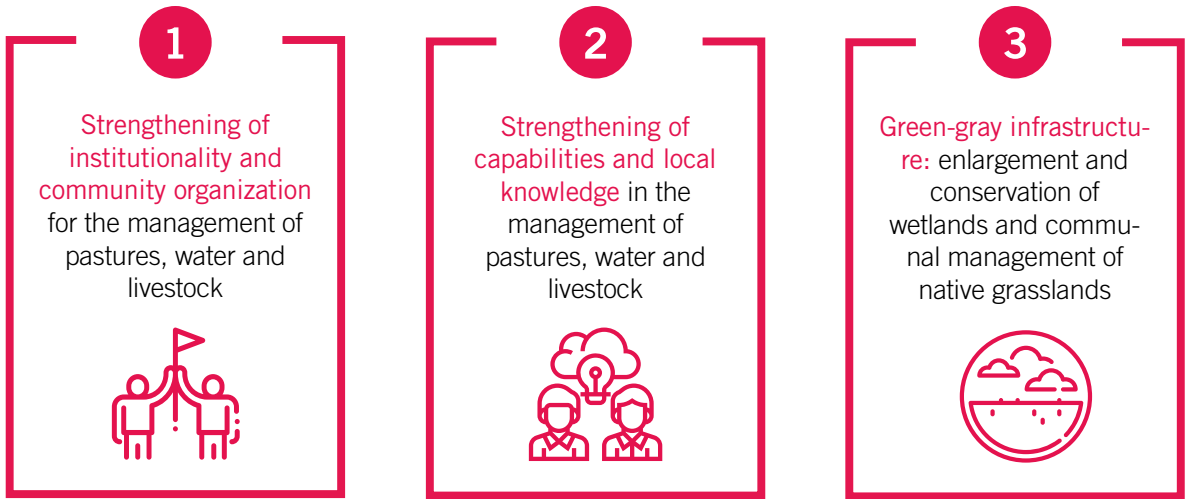 1
Strengthening of
institutionality and
community organization
for the management of
pastures, water and
livestock
2
Strengthening of
capabilities and local
knowledge in the
management of
pastures, water and
livestock
3
Green-gray infrastructu-
re: enlargement and
conservation of
wetlands and commu-
nal management of
native grasslands